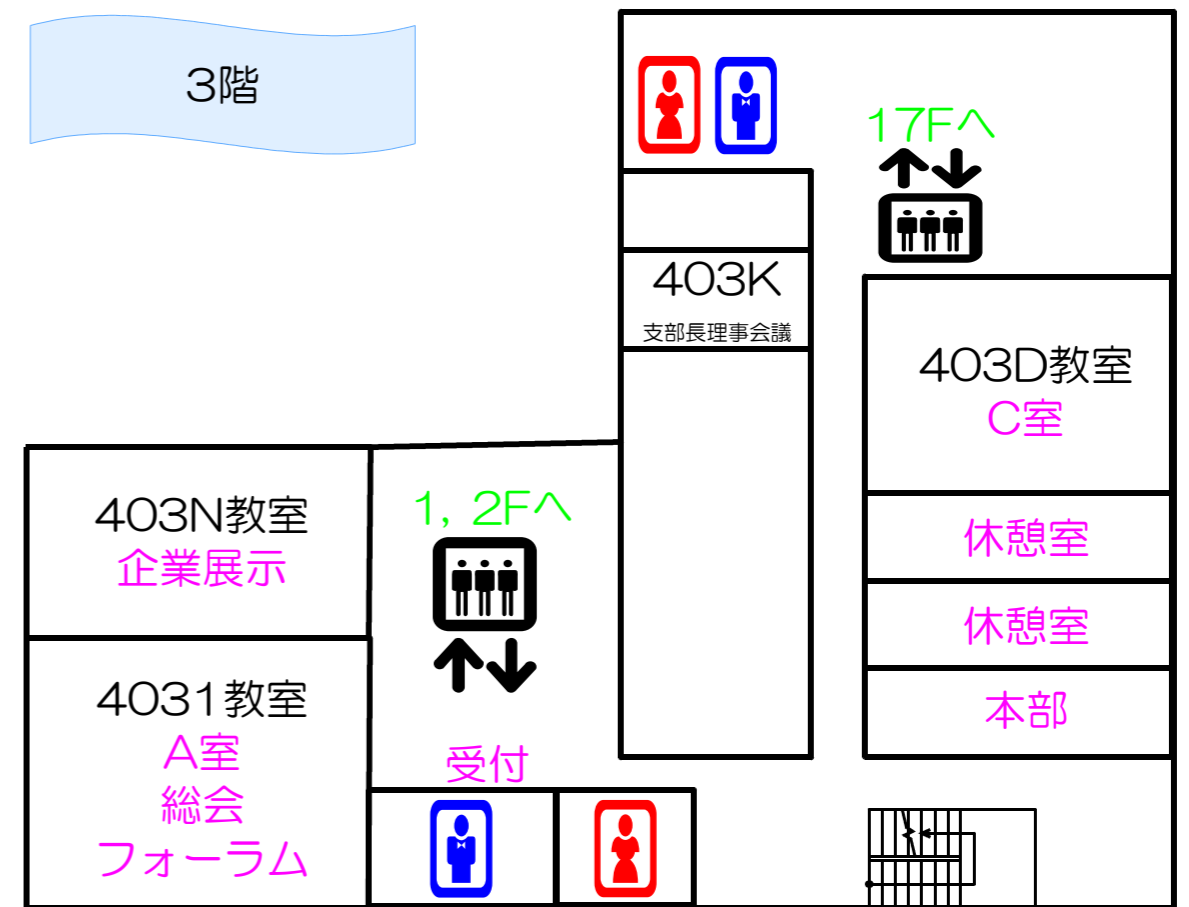 3階
17Fへ
403K
支部長理事会議
403D教室
C室
403N教室
企業展示
1, 2Fへ
休憩室
休憩室
4031教室
A室
総会
フォーラム
受付
本部